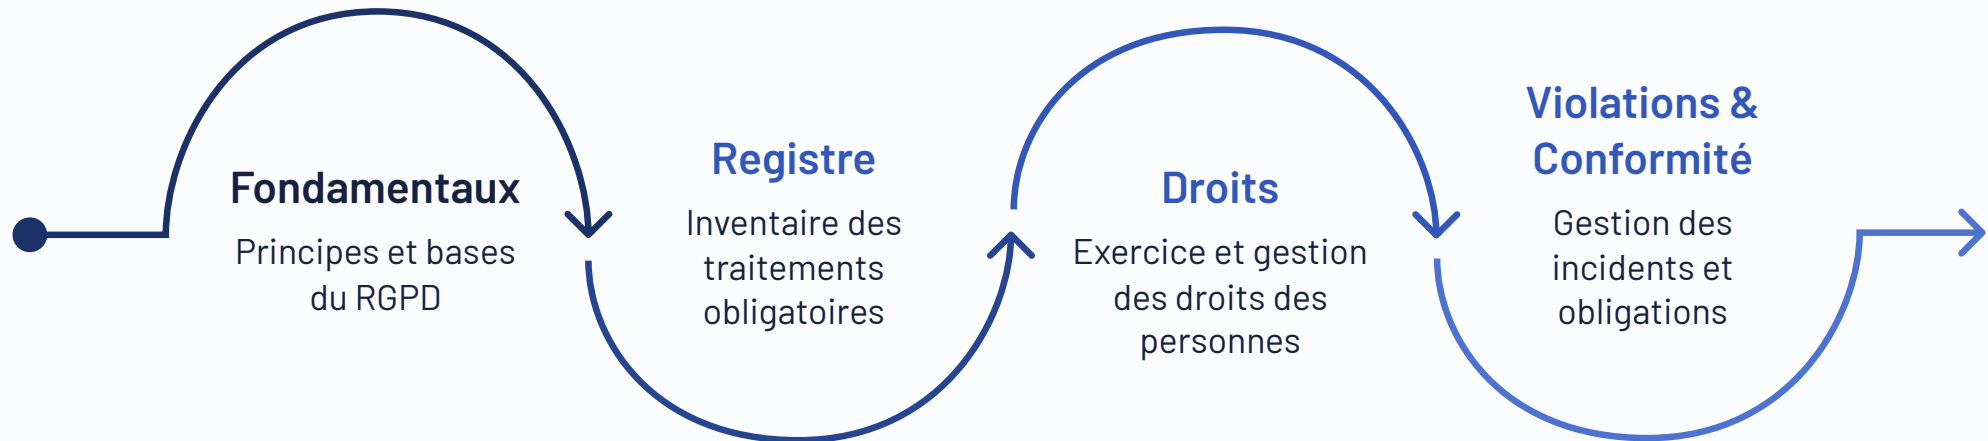 Fondamentaux
Principes et bases
du RGPD
Registre
Inventaire des
traitements
obligatoires
Droits
Exercice et gestion
des droits des
personnes
Violations &
Conformité
Gestion des
incidents et
obligations